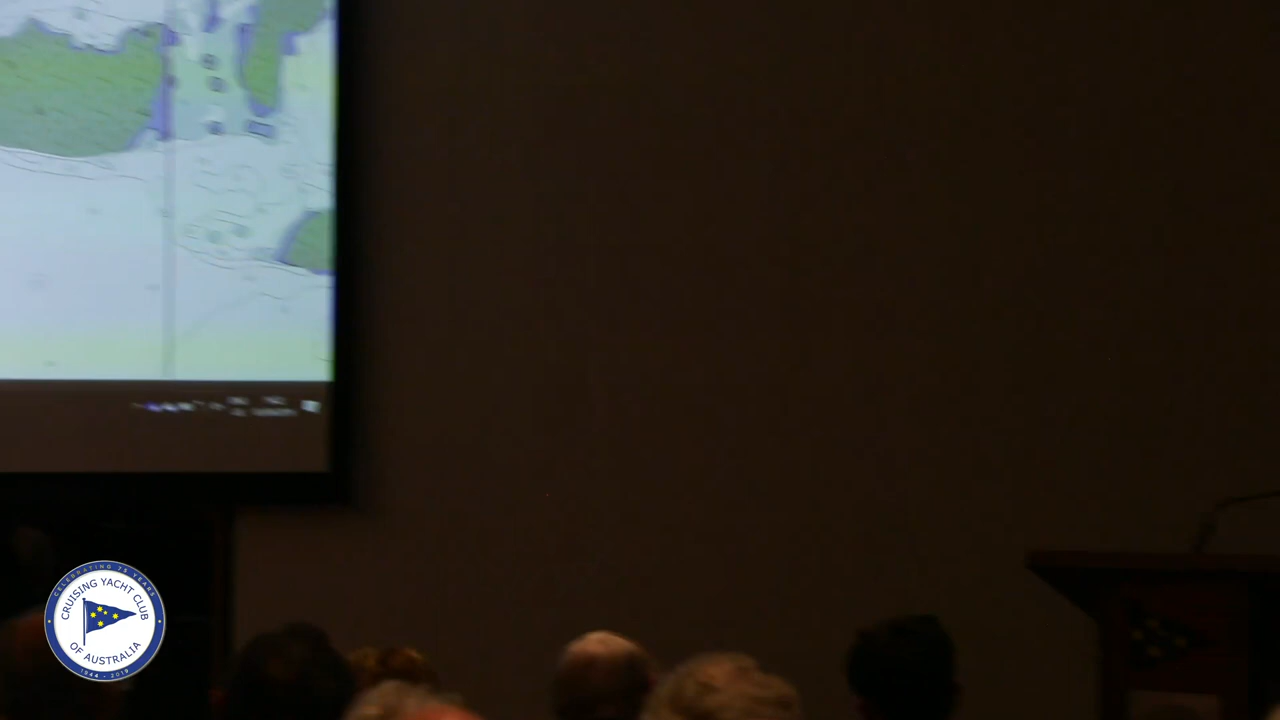 CELEBRATING 75 YEARS
CRUISING YACHT CLUB
OF AUSTRALIA
1944 - 2019